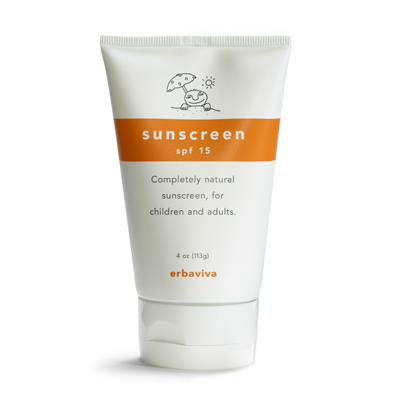 sunscreen
spf 15
Completely natural
sunscreen, for
children and adults.
4 oz (113g)
erbaviva